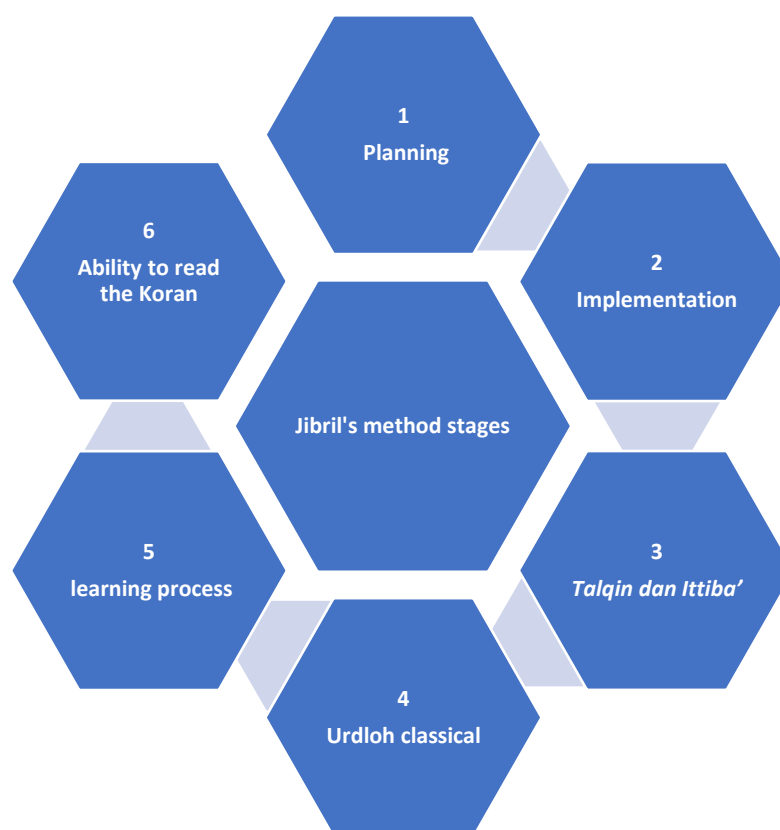 1
Planning
2
Implementation
3
Talqin dan Ittiba’
4
Urdloh classical
5
learning process
6
Ability to read
the Koran
Jibril's method stages